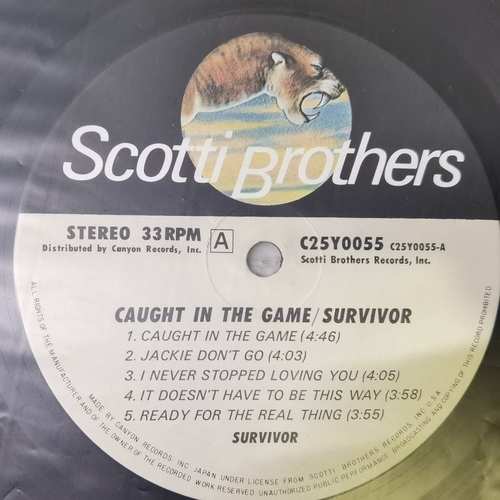 Scotti Brothers
STEREO 33RPM A C25Y0055 C25Y0055-A
Distributed by Canyon Records, Inc. Scotti Brothers Records, Inc.
CAUGHT IN THE GAME/SURVIVOR
1. CAUGHT IN THE GAME (4:46)
2. JACKIE DON'T GO (4:03)
3. I NEVER STOPPED LOVING YOU (4:05)
4. IT DOESN'T HAVE TO BE THIS WAY (3:58)
5. READY FOR THE REAL THING (3:55)
SURVIVOR
ALL RIGHTS OF THE MANUFACTURER AND OF THE OWNER OF THE RECORDED WORK RESERVED UNAUTHORIZED PUBLIC PERFORMANCE BROADCASTING AND COPYING OF THIS RECORD PROHIBITED
MADE BY CANYON RECORDS, INC. JAPAN UNDER LICENSE FROM SCOTTI BROTHERS RECORDS, INC. U.S.A.